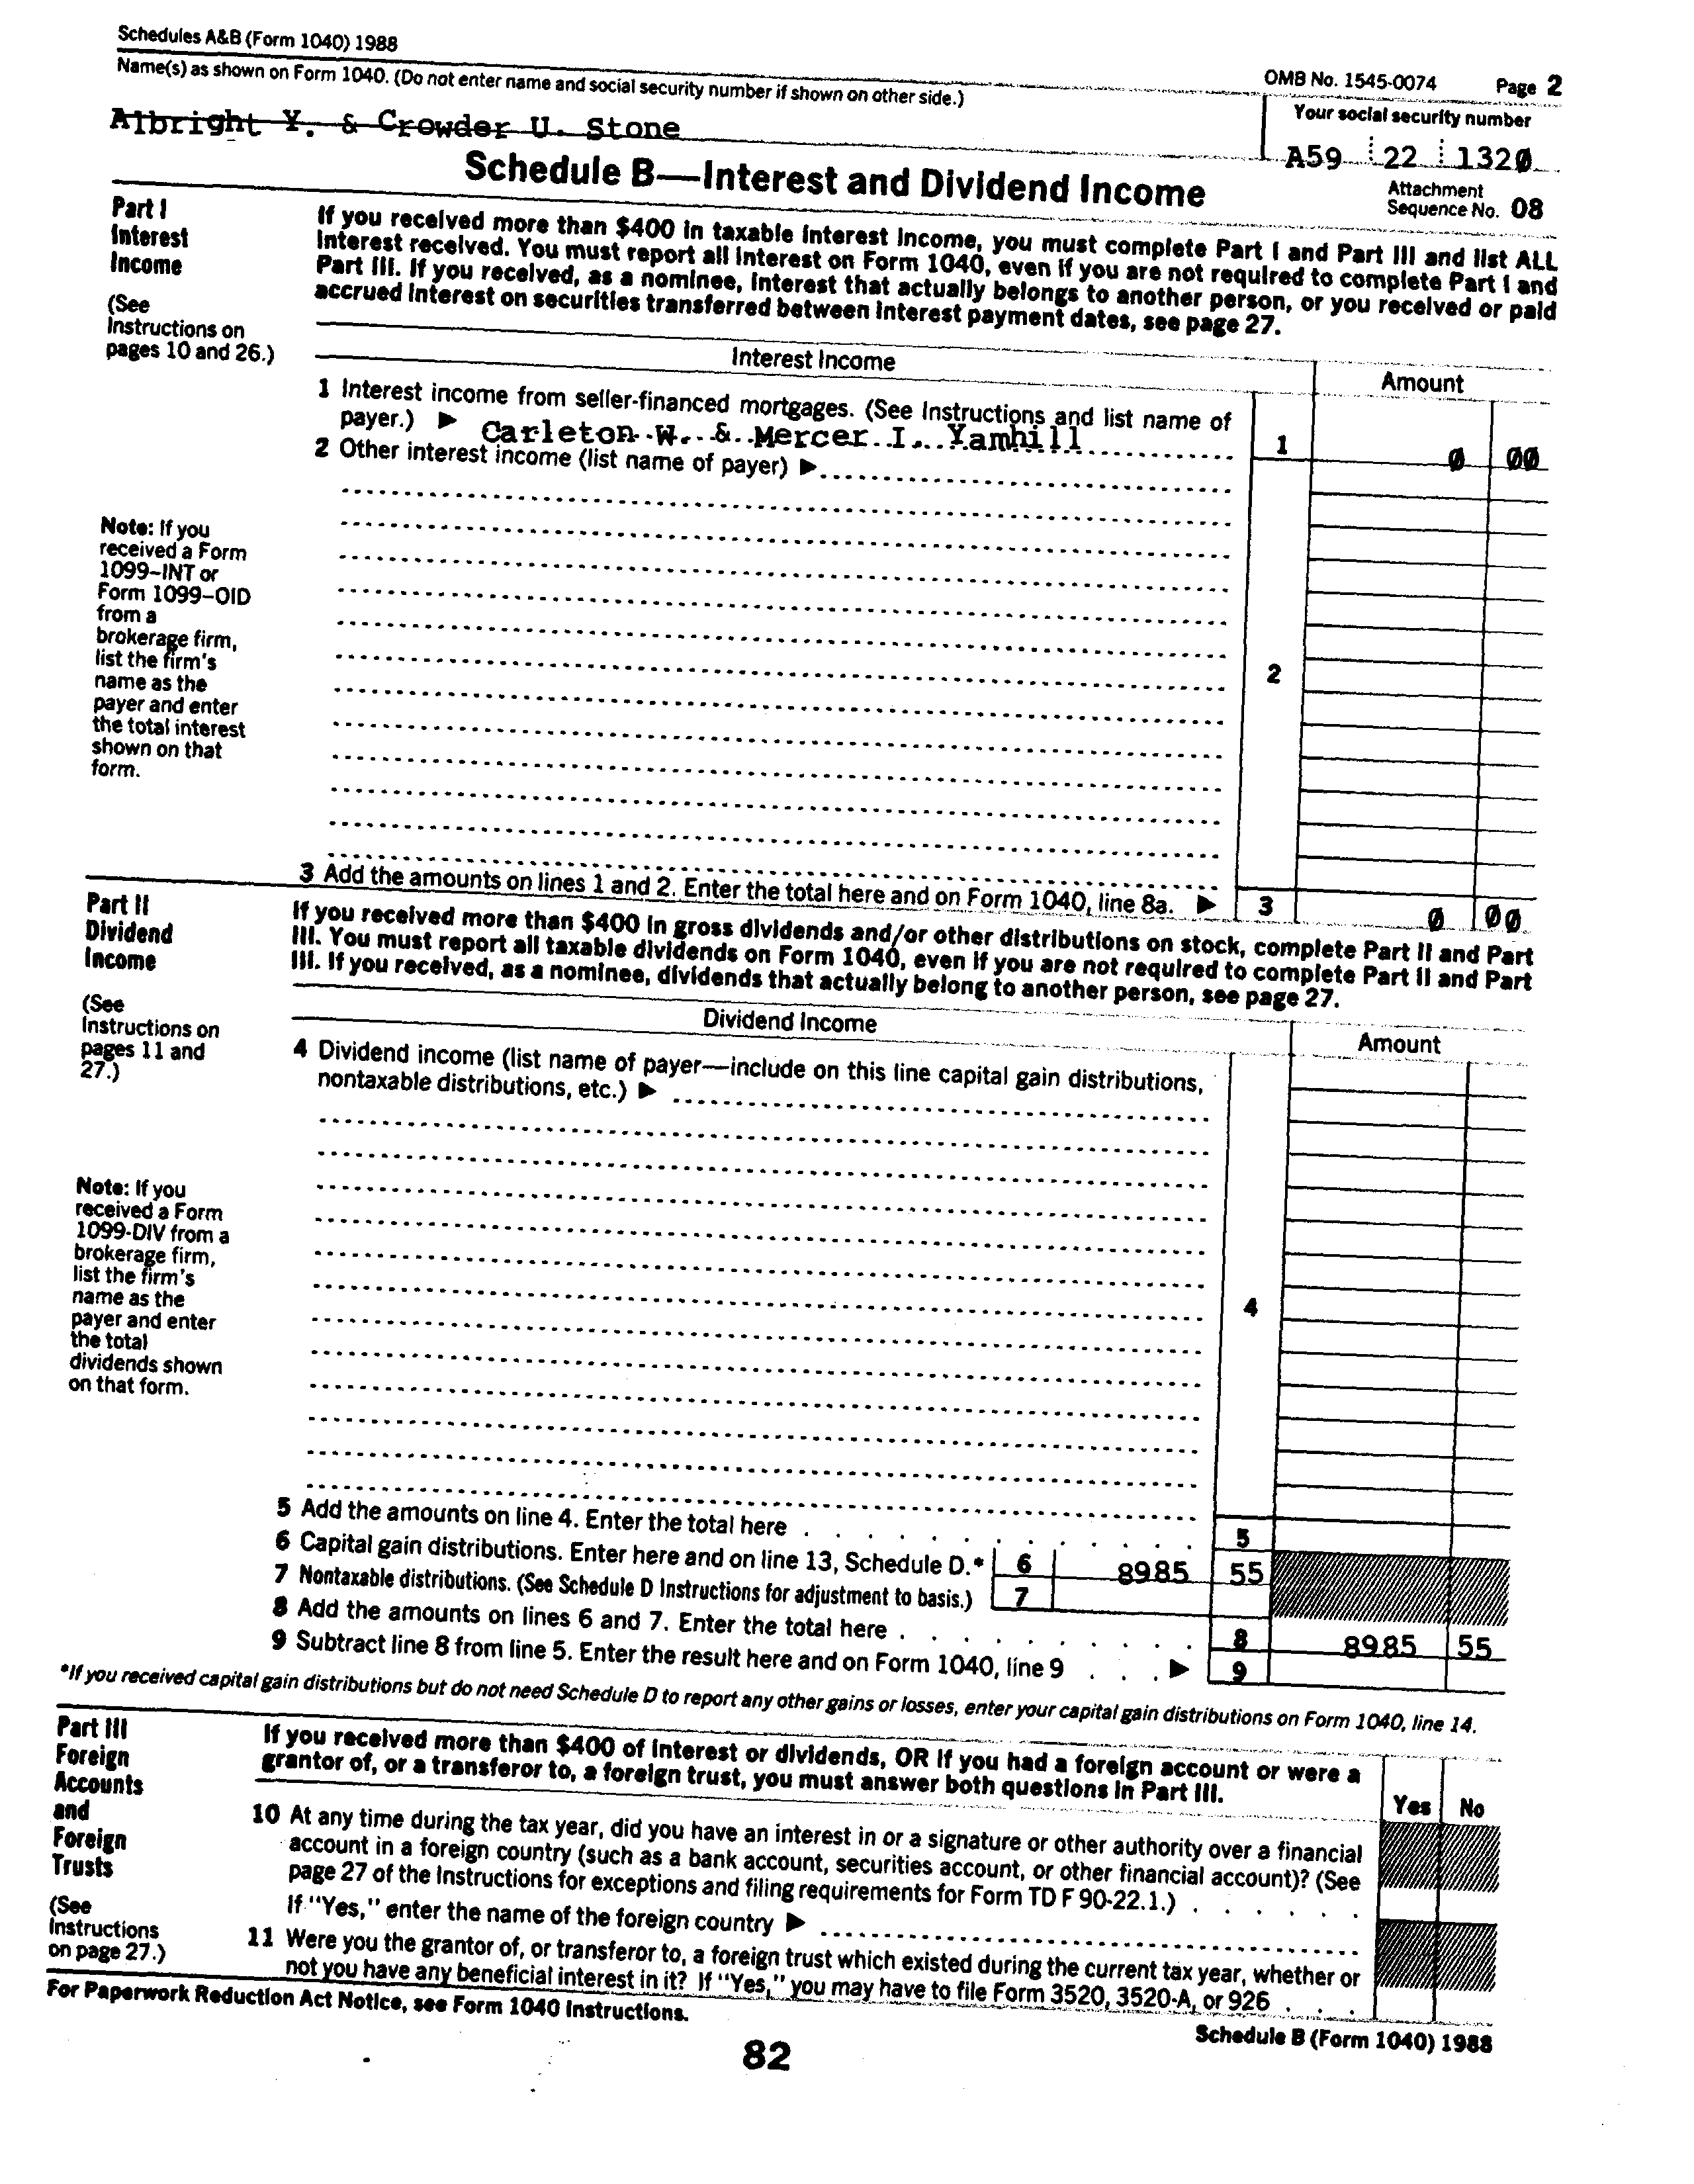 Schedules A&B (Form 1040) 1988
OMB No. 1545-0074 Page 2
Name(s) as shown on Form 1040. (Do not enter name and social security number if shown on other side.)
Your social security number
Albright Y. & Crowder U. Stone
A59 22 1320
Schedule B—Interest and Dividend Income
Attachment
Sequence No. 08
Part I
Interest
Income
(See
Instructions on
pages 10 and 26.)
If you received more than $400 in taxable interest income, you must complete Part I and Part III and list ALL
interest received. You must report all interest on Form 1040, even if you are not required to complete Part I and
Part III. If you received, as a nominee, interest that actually belongs to another person, or you received or paid
accrued interest on securities transferred between interest payment dates, see page 27.
Interest Income
Amount
1 Interest income from seller-financed mortgages. (See Instructions and list name of
payer.) ▶ Carleton W. & Mercer I. Yamhill
1 0 00
2 Other interest income (list name of payer) ▶
Note: If you
received a Form
1099–INT or
Form 1099–OID
from a
brokerage firm,
list the firm's
name as the
payer and enter
the total interest
shown on that
form.
2
3 Add the amounts on lines 1 and 2. Enter the total here and on Form 1040, line 8a. ▶ 3 0 00
Part II
Dividend
Income
(See
Instructions on
pages 11 and
27.)
If you received more than $400 in gross dividends and/or other distributions on stock, complete Part II and Part
III. You must report all taxable dividends on Form 1040, even if you are not required to complete Part II and Part
III. If you received, as a nominee, dividends that actually belong to another person, see page 27.
Dividend Income
Amount
4 Dividend income (list name of payer—include on this line capital gain distributions,
nontaxable distributions, etc.) ▶
Note: If you
received a Form
1099-DIV from a
brokerage firm,
list the firm's
name as the
payer and enter
the total
dividends shown
on that form.
4
5 Add the amounts on line 4. Enter the total here . . . . . . . . . . 5
6 Capital gain distributions. Enter here and on line 13, Schedule D.* 6 8985 55
7 Nontaxable distributions. (See Schedule D Instructions for adjustment to basis.) 7
8 Add the amounts on lines 6 and 7. Enter the total here . . . . . . . . . . 8 8985 55
9 Subtract line 8 from line 5. Enter the result here and on Form 1040, line 9 . . . ▶ 9
*If you received capital gain distributions but do not need Schedule D to report any other gains or losses, enter your capital gain distributions on Form 1040, line 14.
Part III
Foreign
Accounts
and
Foreign
Trusts
(See
Instructions
on page 27.)
If you received more than $400 of interest or dividends, OR if you had a foreign account or were a
grantor of, or a transferor to, a foreign trust, you must answer both questions in Part III.
Yes No
10 At any time during the tax year, did you have an interest in or a signature or other authority over a financial
account in a foreign country (such as a bank account, securities account, or other financial account)? (See
page 27 of the Instructions for exceptions and filing requirements for Form TD F 90-22.1.) . . . . . .
If "Yes," enter the name of the foreign country ▶
11 Were you the grantor of, or transferor to, a foreign trust which existed during the current tax year, whether or
not you have any beneficial interest in it? If "Yes," you may have to file Form 3520, 3520-A, or 926 . . .
For Paperwork Reduction Act Notice, see Form 1040 Instructions.
Schedule B (Form 1040) 1988
82